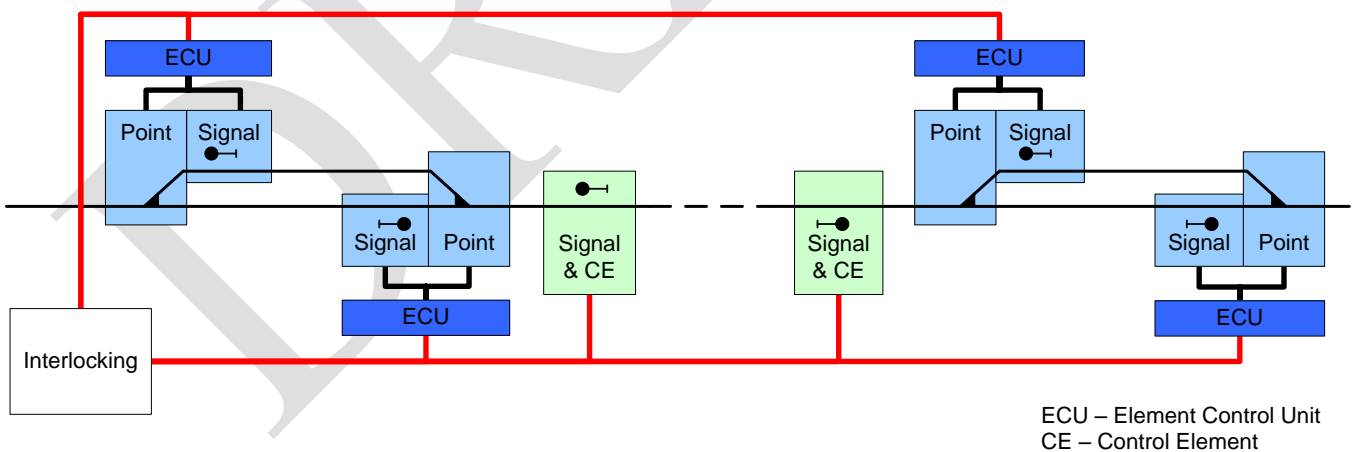 ECU
ECU
Point
Signal
Point
Signal
Signal
Point
Signal
& CE
Signal
& CE
Signal
Point
ECU
ECU
Interlocking
ECU – Element Control Unit
CE – Control Element